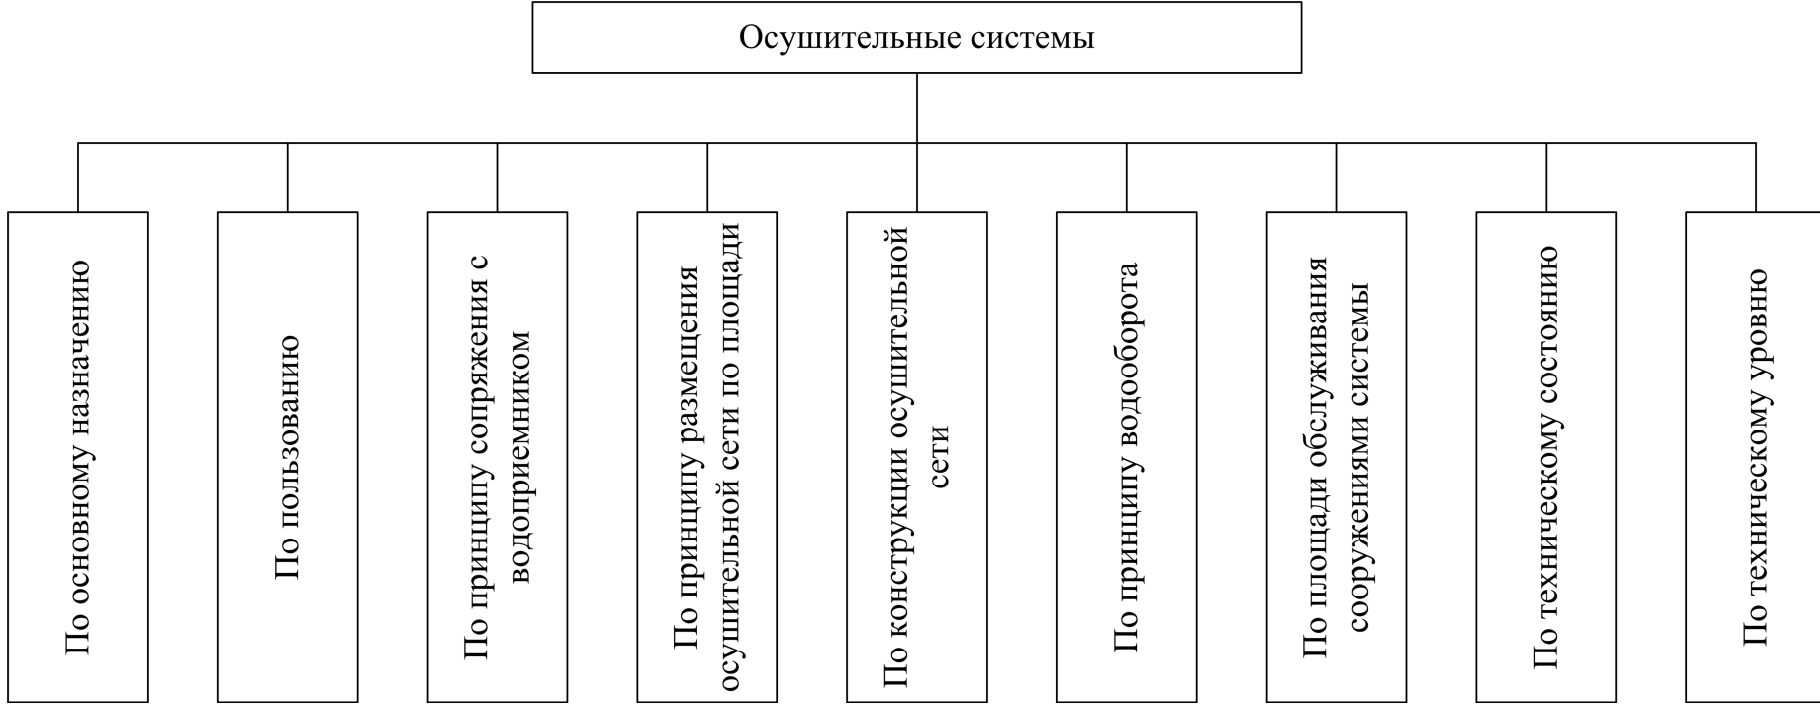 Осушительные системы
По основному назначению
По пользованию
По принципу сопряжения с
водоприемником
По принципу размещения
осушительной сети по площади
По конструкции осушительной
сети
По принципу водооборота
По площади обслуживания
сооружениями системы
По техническому состоянию
По техническому уровню